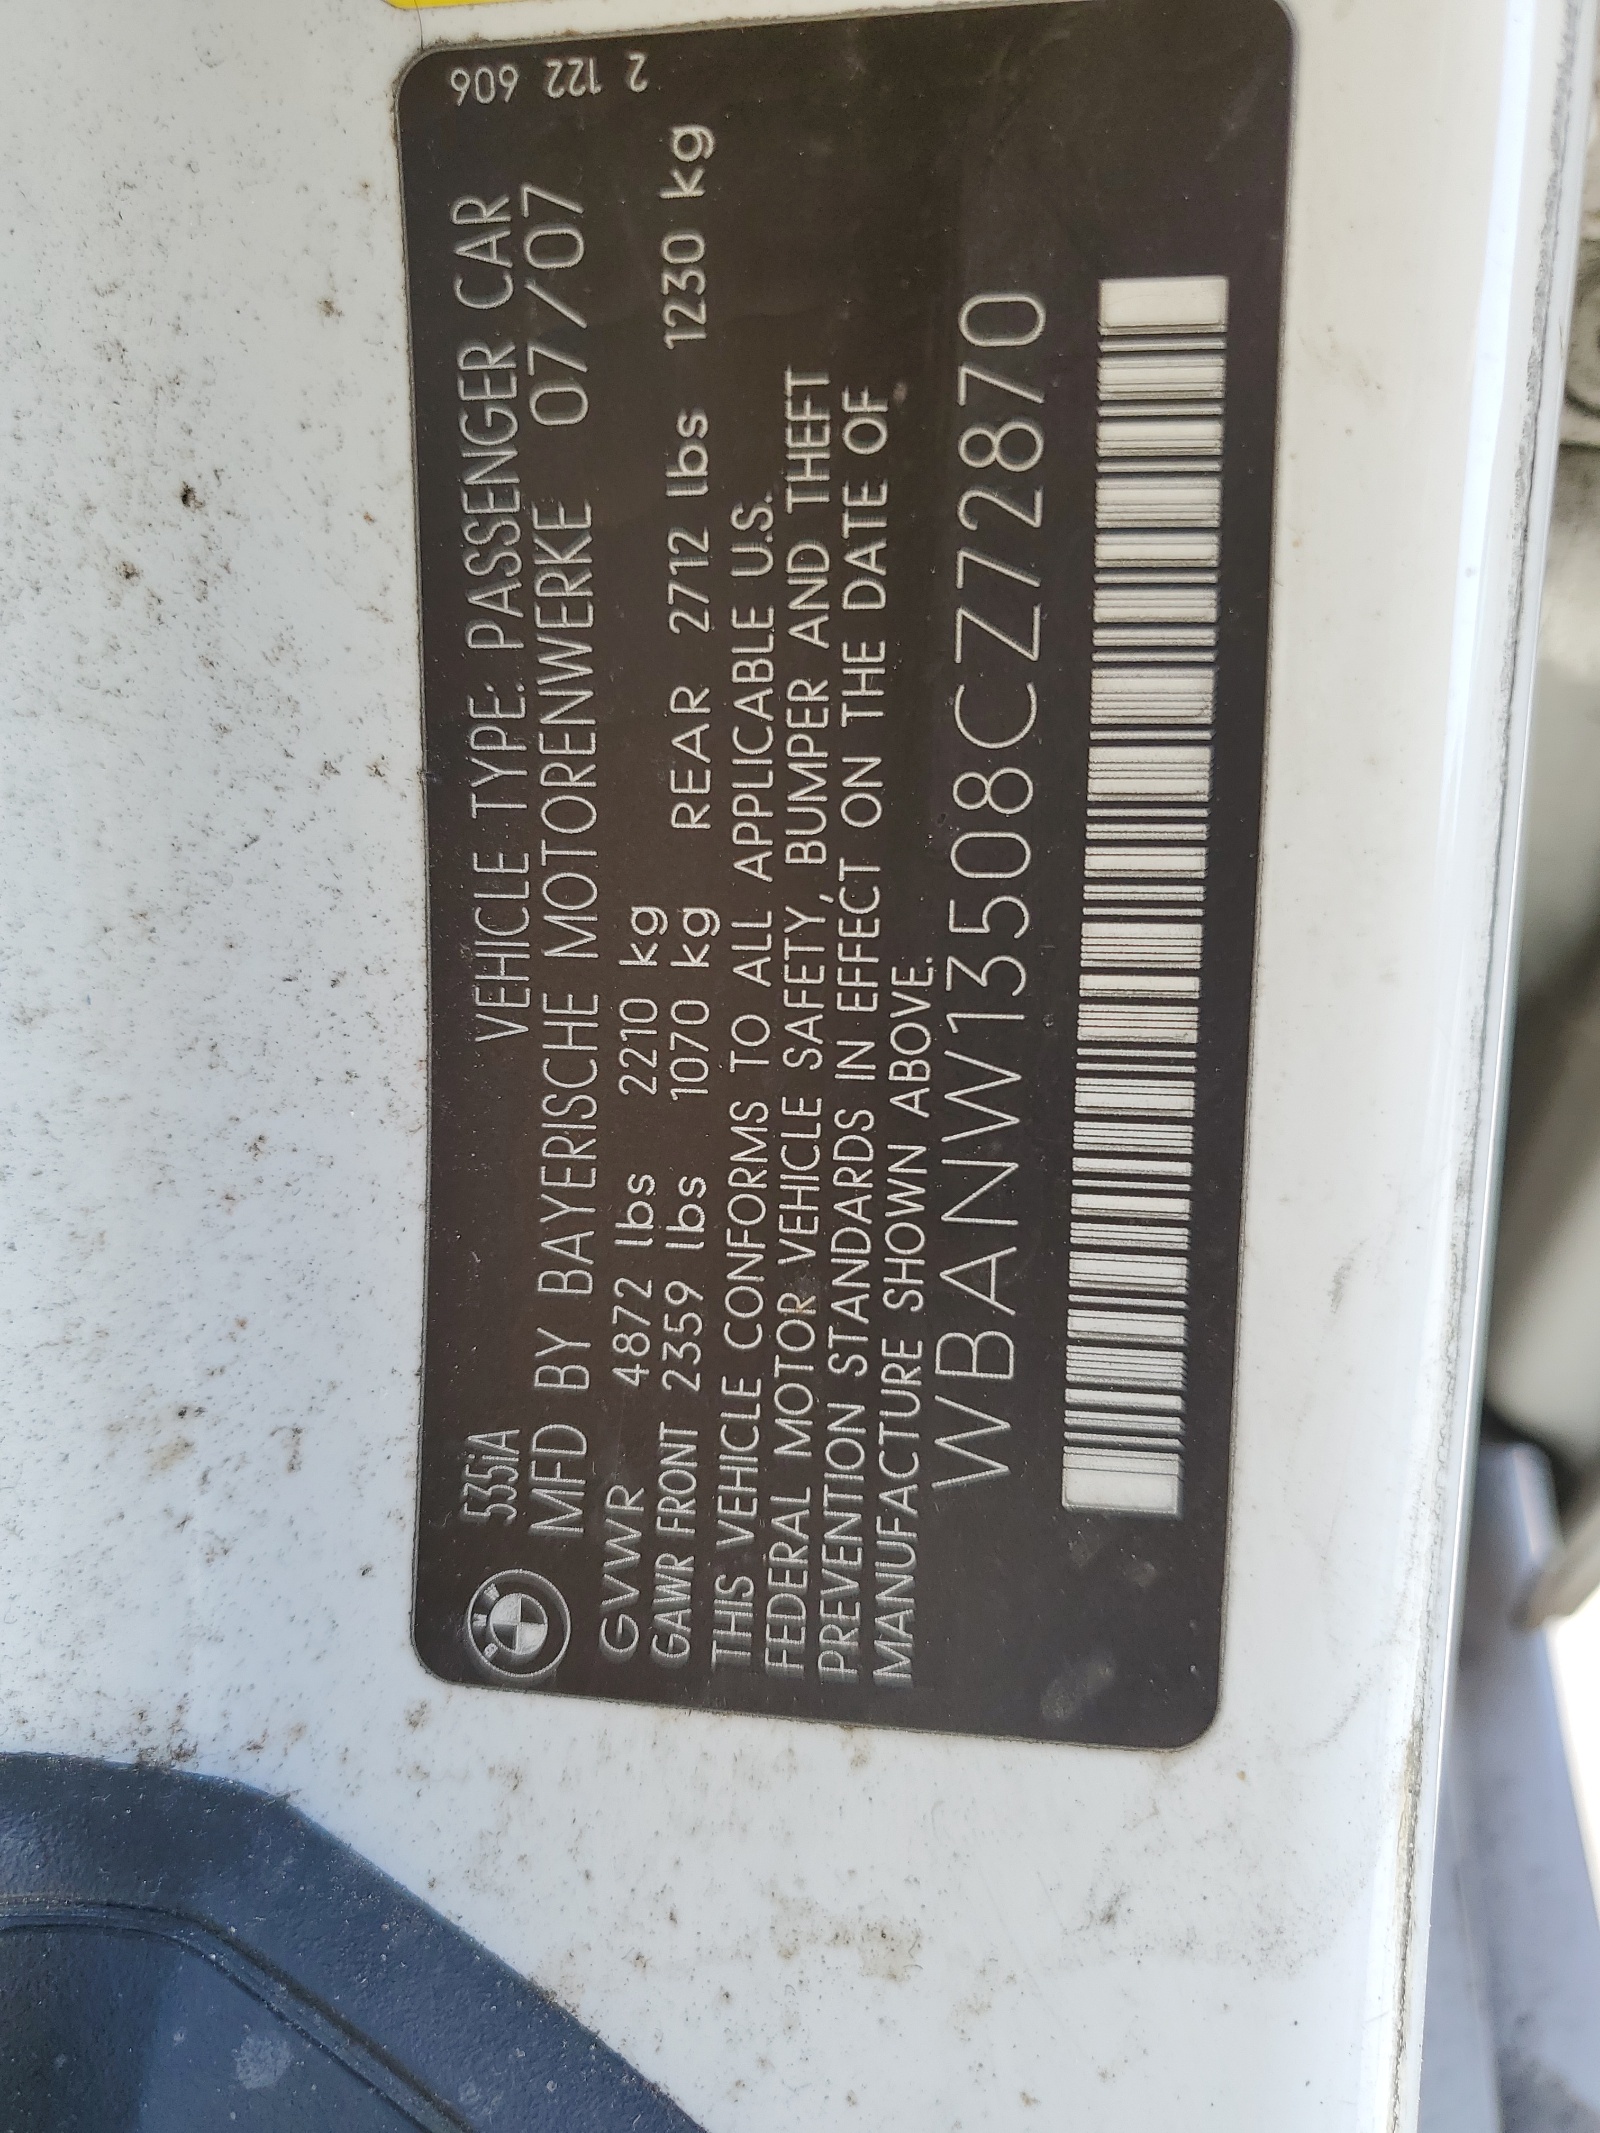 2 122 606
535iA VEHICLE TYPE: PASSENGER CAR
MFD BY BAYERISCHE MOTORENWERKE 07/07
GVWR 4872 lbs 2210 kg
GAWR FRONT 2359 lbs 1070 kg REAR 2712 lbs 1230 kg
THIS VEHICLE CONFORMS TO ALL APPLICABLE U.S.
FEDERAL MOTOR VEHICLE SAFETY, BUMPER AND THEFT
PREVENTION STANDARDS IN EFFECT ON THE DATE OF
MANUFACTURE SHOWN ABOVE.
WBANW13508CZ72870
BMW